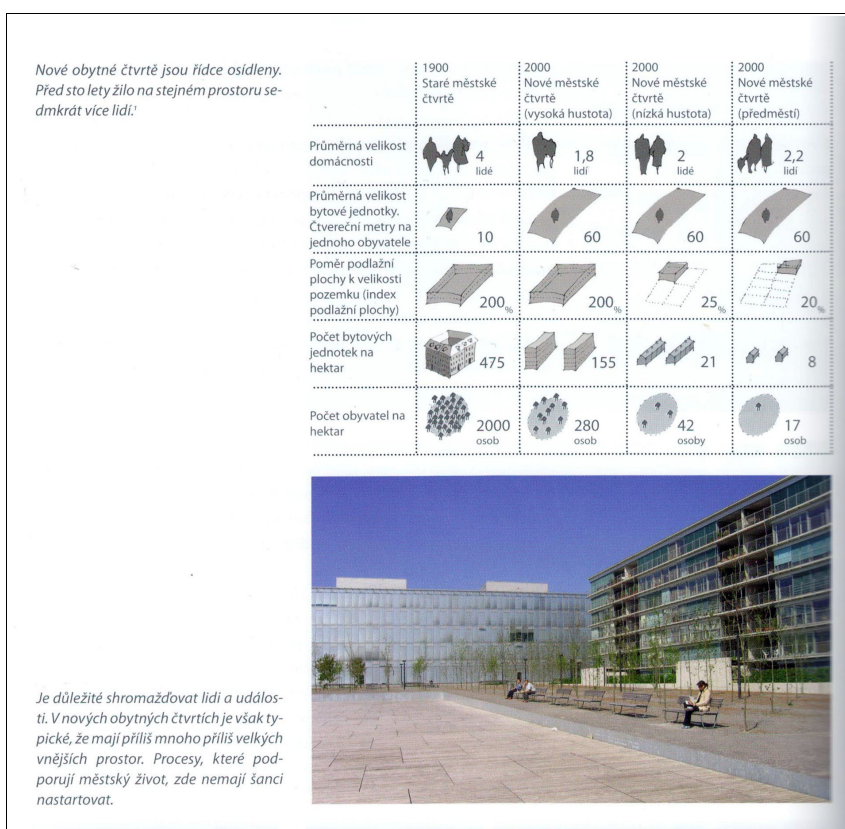 Nové obytné čtvrtě jsou řídce osídleny.
Před sto lety žilo na stejném prostoru se-
dmkrát více lidí.¹
1900
Staré městské
čtvrtě
2000
Nové městské
čtvrtě
(vysoká hustota)
2000
Nové městské
čtvrtě
(nízká hustota)
2000
Nové městské
čtvrtě
(předměstí)
Průměrná velikost
domácnosti
4
lidé
1,8
lidí
2
lidé
2,2
lidí
Průměrná velikost
bytové jednotky.
Čtvereční metry na
jednoho obyvatele
10
60
60
60
Poměr podlažní
plochy k velikosti
pozemku (index
podlažní plochy)
200%
200%
25%
20%
Počet bytových
jednotek na
hektar
475
155
21
8
Počet obyvatel na
hektar
2000
osob
280
osob
42
osoby
17
osob
Je důležité shromažďovat lidi a událos-
ti. V nových obytných čtvrtích je však ty-
pické, že mají příliš mnoho příliš velkých
vnějších prostor. Procesy, které pod-
porují městský život, zde nemají šanci
nastartovat.